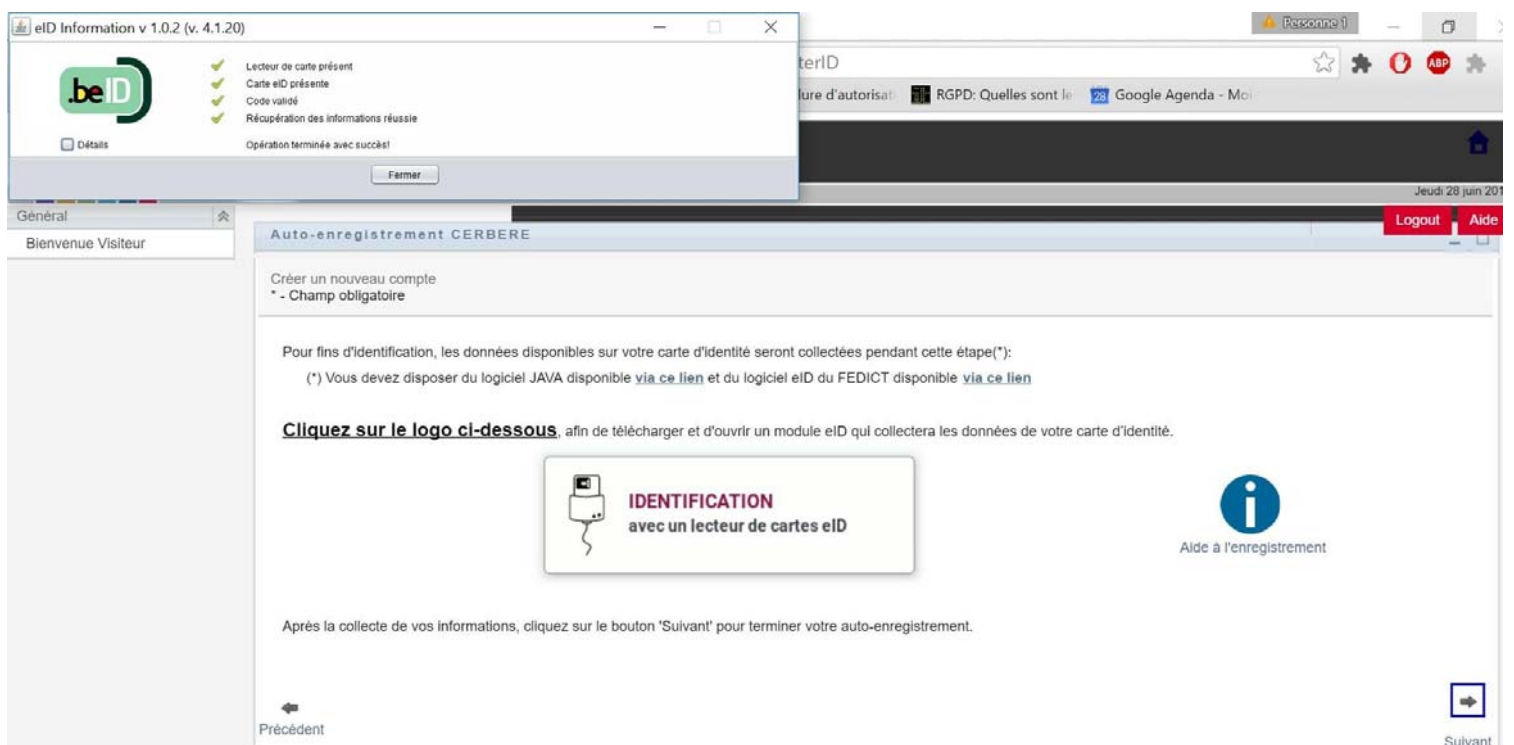 eID Information v 1.0.2 (v. 4.1.20)
Personne 1
.beID
Lecteur de carte présent
Carte eID présente
Code validé
Récupération des informations réussie
Détails
Opération terminée avec succès!
Fermer
terID
ABP
lure d'autorisati
RGPD: Quelles sont le
28
Google Agenda - Moi
Jeudi 28 juin 201
Général
Logout
Aide
Bienvenue Visiteur
Auto-enregistrement CERBERE
Créer un nouveau compte
* - Champ obligatoire
Pour fins d'identification, les données disponibles sur votre carte d'identité seront collectées pendant cette étape(*):
(*) Vous devez disposer du logiciel JAVA disponible via ce lien et du logiciel eID du FEDICT disponible via ce lien
Cliquez sur le logo ci-dessous, afin de télécharger et d'ouvrir un module eID qui collectera les données de votre carte d'identité.
IDENTIFICATION
avec un lecteur de cartes eID
Aide à l'enregistrement
Après la collecte de vos informations, cliquez sur le bouton 'Suivant' pour terminer votre auto-enregistrement.
Précédent
Suivant